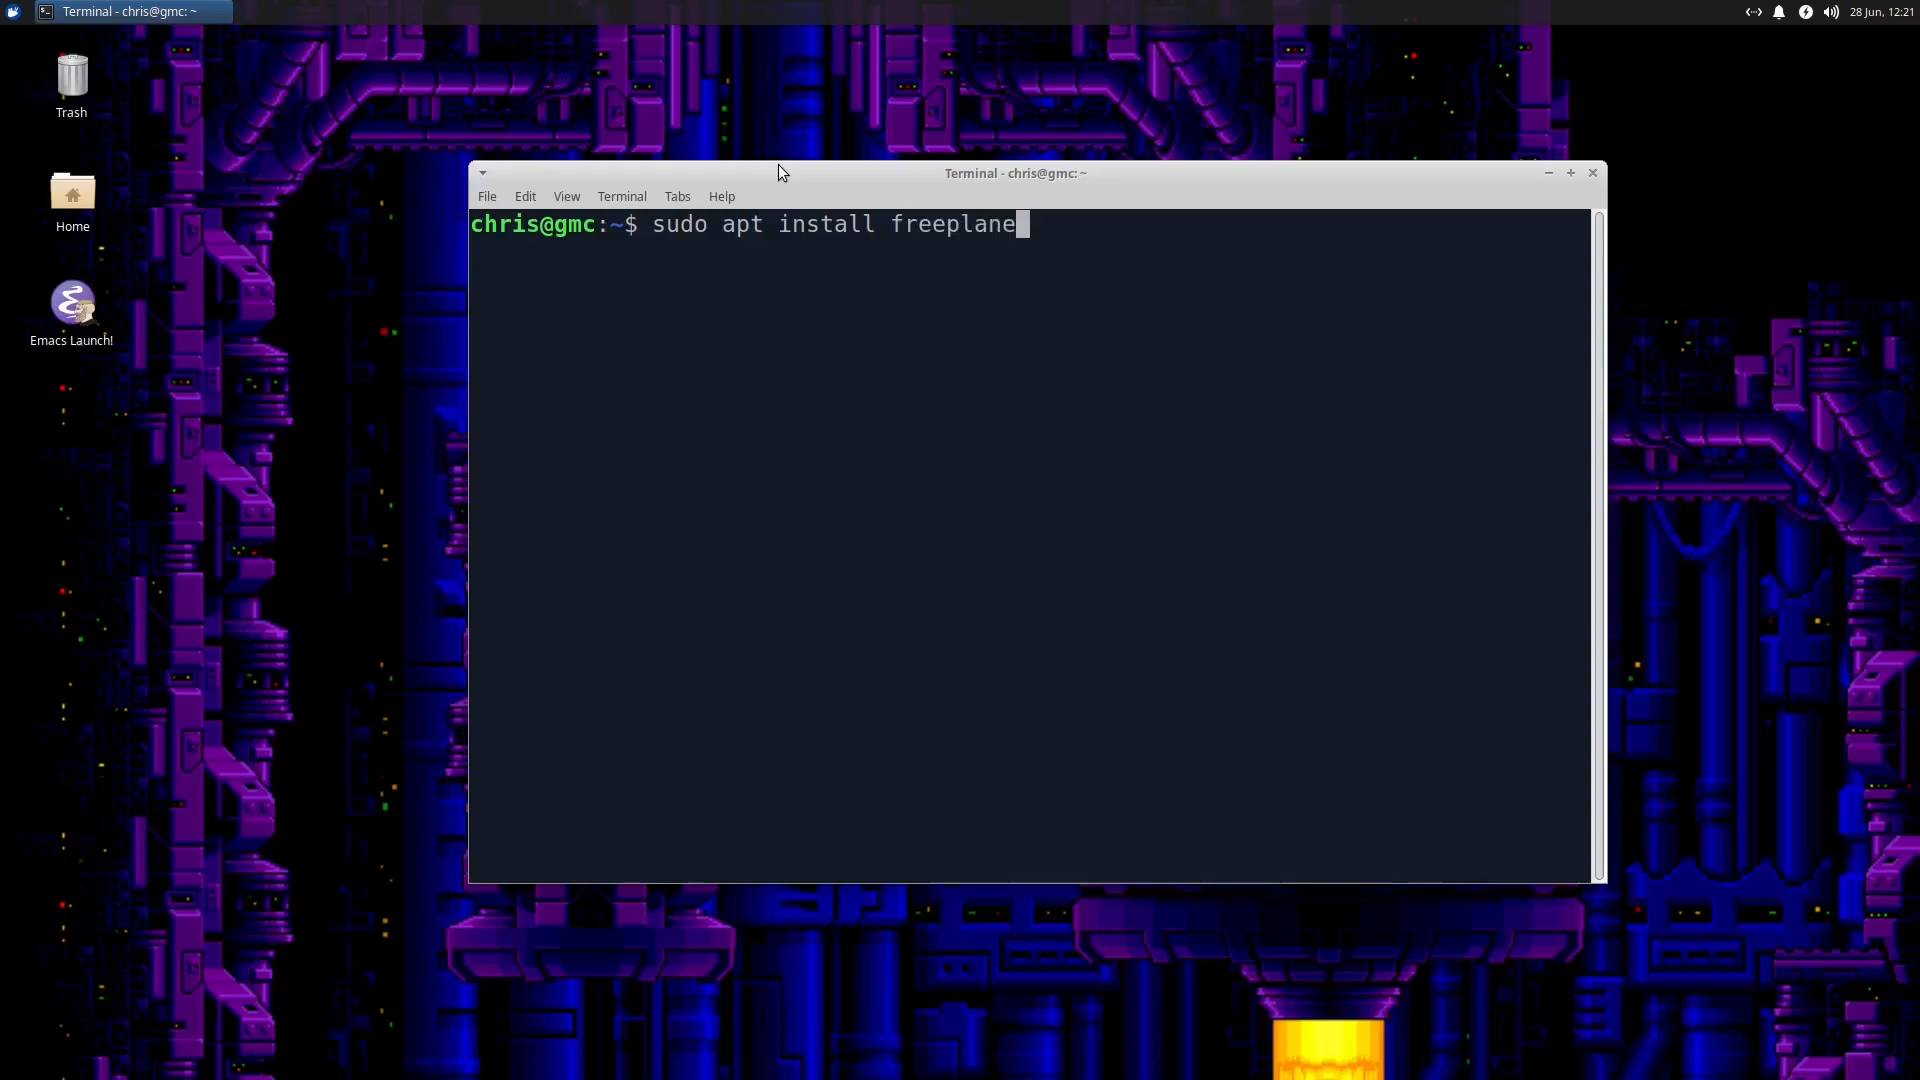 Terminal - chris@gmc: ~
28 Jun, 12:21
Trash
Home
Emacs Launch!
Terminal - chris@gmc: ~
File Edit View Terminal Tabs Help
chris@gmc:~$ sudo apt install freeplane